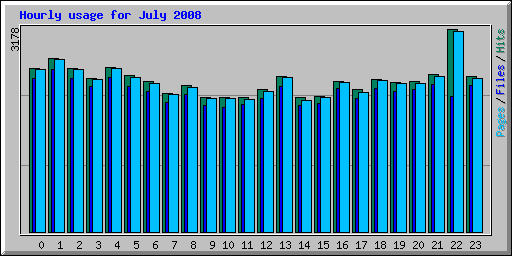 Hourly usage for July 2008
3178
Pages / Files / Hits
0 1 2 3 4 5 6 7 8 9 10 11 12 13 14 15 16 17 18 19 20 21 22 23